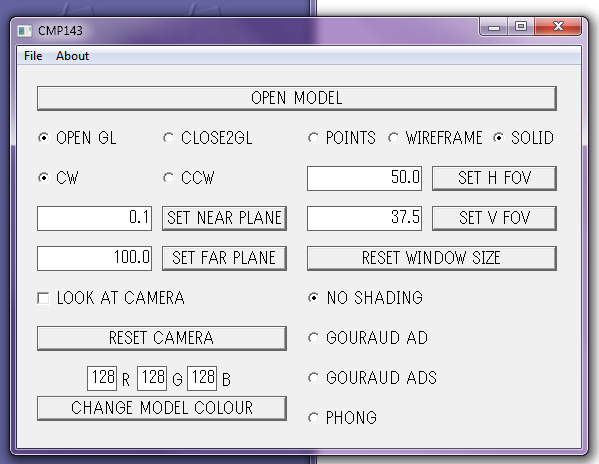 CMP143
File About
OPEN MODEL
OPEN GL CLOSE2GL POINTS WIREFRAME SOLID
CW CCW 50.0 SET H FOV
0.1 SET NEAR PLANE 37.5 SET V FOV
100.0 SET FAR PLANE RESET WINDOW SIZE
LOOK AT CAMERA NO SHADING
RESET CAMERA GOURAUD AD
128 R 128 G 128 B GOURAUD ADS
CHANGE MODEL COLOUR PHONG